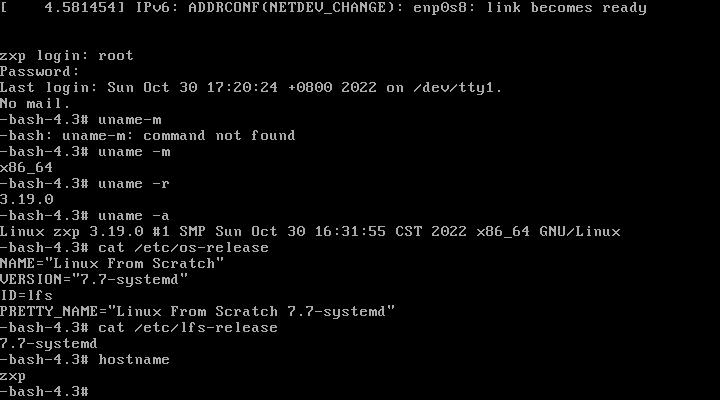 [    4.581454] IPv6: ADDRCONF(NETDEV_CHANGE): enp0s8: link becomes ready
zxp login: root
Password:
Last login: Sun Oct 30 17:20:24 +0800 2022 on /dev/tty1.
No mail.
-bash-4.3# uname-m
-bash: uname-m: command not found
-bash-4.3# uname -m
x86_64
-bash-4.3# uname -r
3.19.0
-bash-4.3# uname -a
Linux zxp 3.19.0 #1 SMP Sun Oct 30 16:31:55 CST 2022 x86_64 GNU/Linux
-bash-4.3# cat /etc/os-release
NAME="Linux From Scratch"
VERSION="7.7-systemd"
ID=lfs
PRETTY_NAME="Linux From Scratch 7.7-systemd"
-bash-4.3# cat /etc/lfs-release
7.7-systemd
-bash-4.3# hostname
zxp
-bash-4.3#